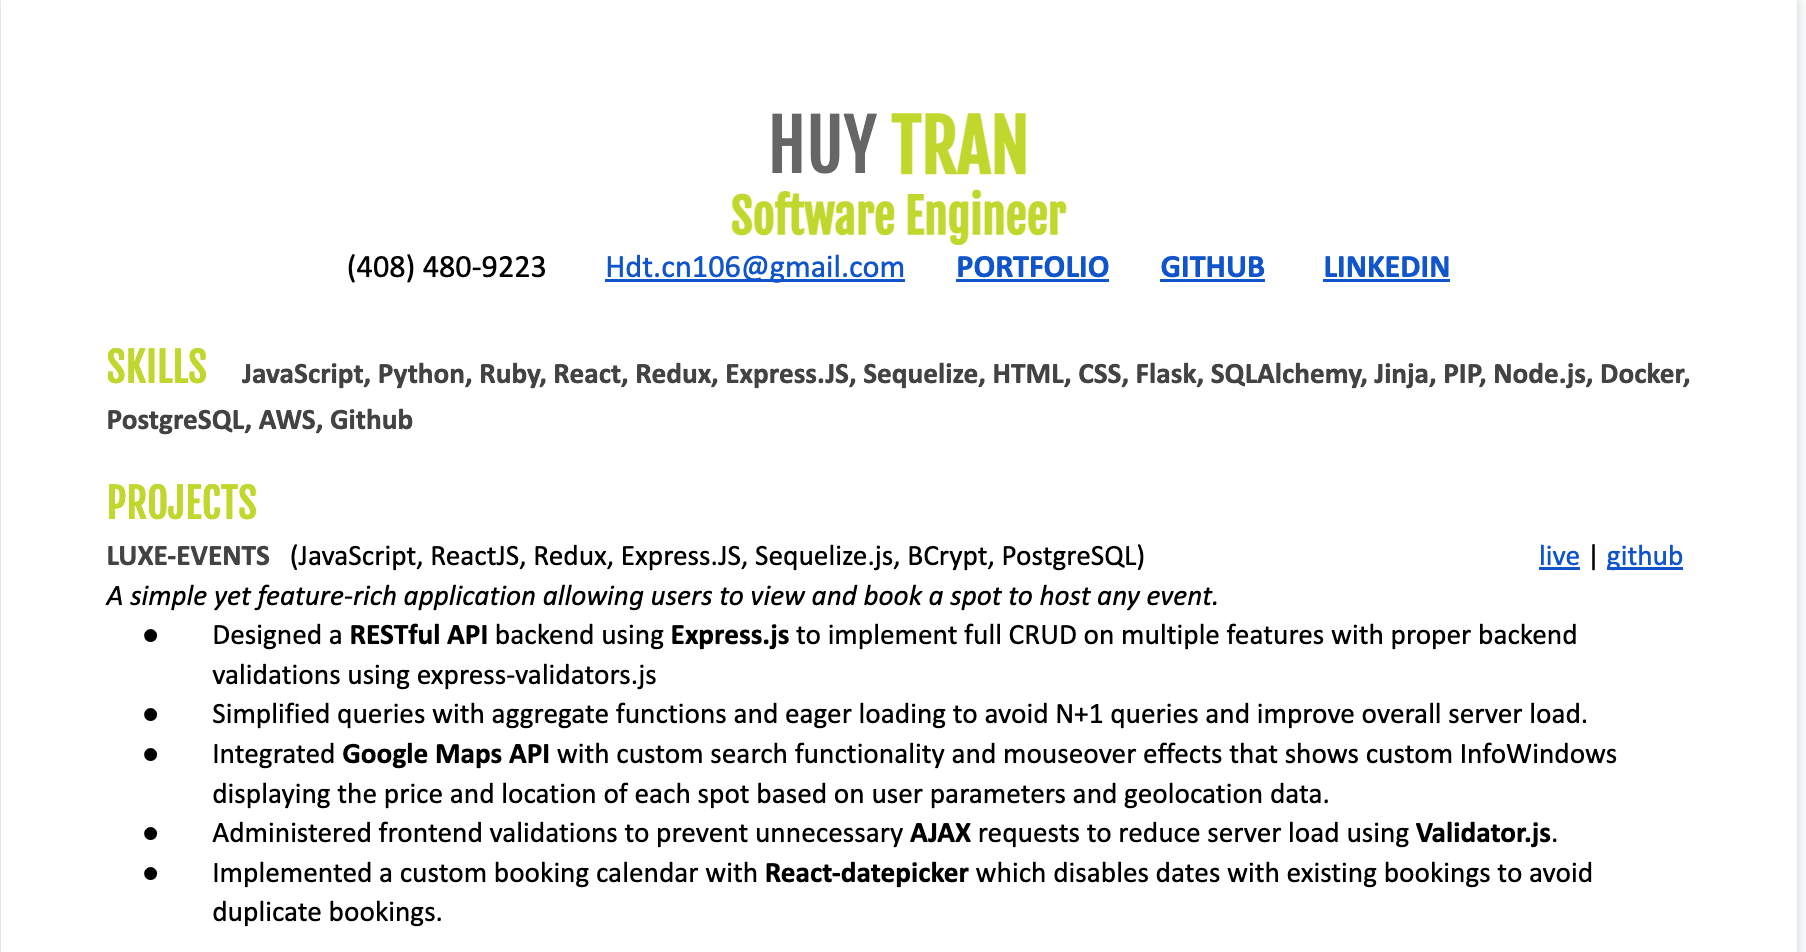 HUY TRAN
Software Engineer
(408) 480-9223 Hdt.cn106@gmail.com PORTFOLIO GITHUB LINKEDIN
SKILLS JavaScript, Python, Ruby, React, Redux, Express.JS, Sequelize, HTML, CSS, Flask, SQLAlchemy, Jinja, PIP, Node.js, Docker,
PostgreSQL, AWS, Github
PROJECTS
LUXE-EVENTS (JavaScript, ReactJS, Redux, Express.JS, Sequelize.js, BCrypt, PostgreSQL) live | github
A simple yet feature-rich application allowing users to view and book a spot to host any event.
● Designed a RESTful API backend using Express.js to implement full CRUD on multiple features with proper backend
validations using express-validators.js
● Simplified queries with aggregate functions and eager loading to avoid N+1 queries and improve overall server load.
● Integrated Google Maps API with custom search functionality and mouseover effects that shows custom InfoWindows
displaying the price and location of each spot based on user parameters and geolocation data.
● Administered frontend validations to prevent unnecessary AJAX requests to reduce server load using Validator.js.
● Implemented a custom booking calendar with React-datepicker which disables dates with existing bookings to avoid
duplicate bookings.